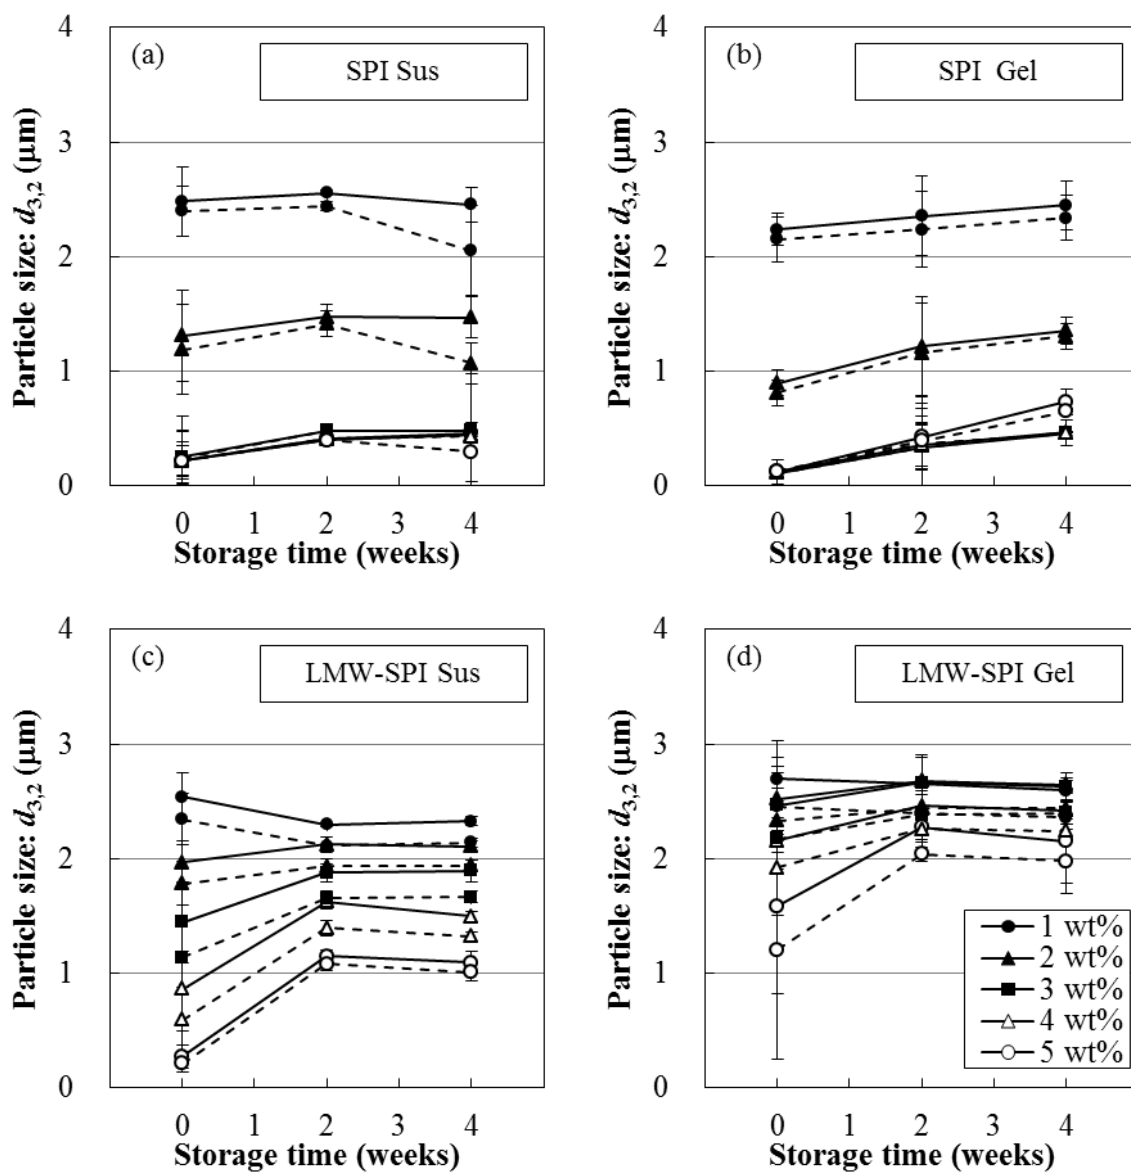 (a)
SPI Sus
Particle size: d3,2 (μm)
4
3
2
1
0
0 1 2 3 4
Storage time (weeks)
(b)
SPI Gel
Particle size: d3,2 (μm)
4
3
2
1
0
0 1 2 3 4
Storage time (weeks)
(c)
LMW-SPI Sus
Particle size: d3,2 (μm)
4
3
2
1
0
0 1 2 3 4
Storage time (weeks)
(d)
LMW-SPI Gel
Particle size: d3,2 (μm)
4
3
2
1
0
1 wt%
2 wt%
3 wt%
4 wt%
5 wt%
0 1 2 3 4
Storage time (weeks)